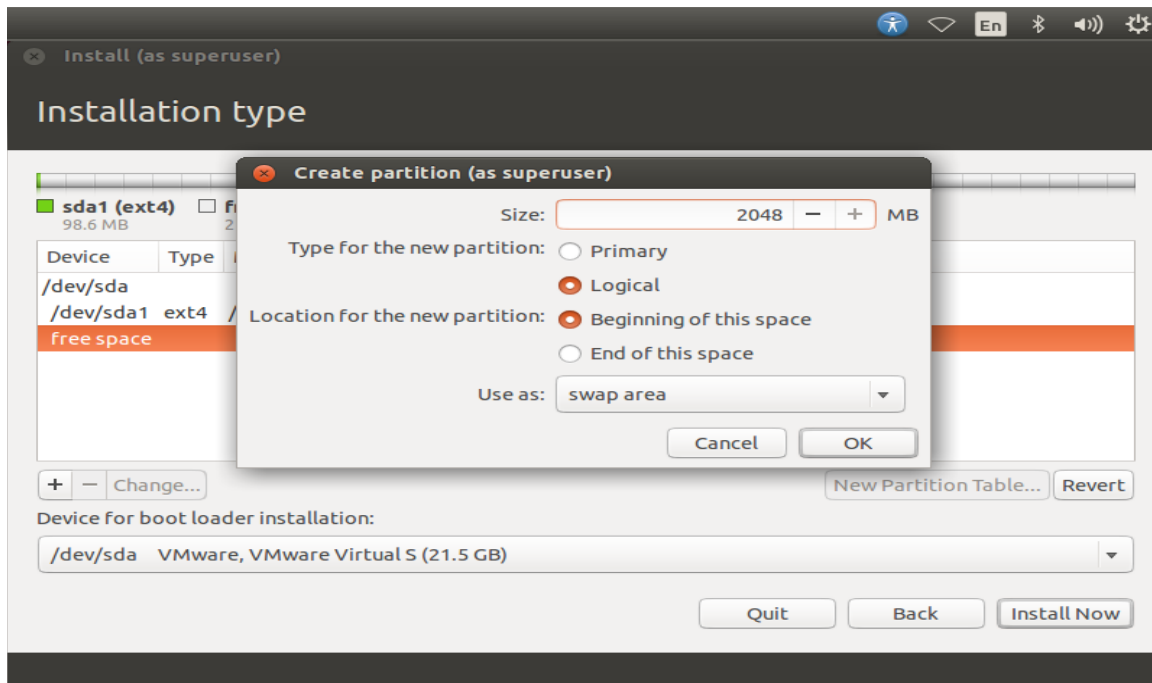 En
Install (as superuser)
Installation type
Create partition (as superuser)
sda1 (ext4)
98.6 MB
Size: 2048 − + MB
Type for the new partition: Primary
Logical
Location for the new partition: Beginning of this space
End of this space
Use as: swap area
Cancel OK
Device Type
/dev/sda
/dev/sda1 ext4 /
free space
+ − Change... New Partition Table... Revert
Device for boot loader installation:
/dev/sda VMware, VMware Virtual S (21.5 GB)
Quit Back Install Now